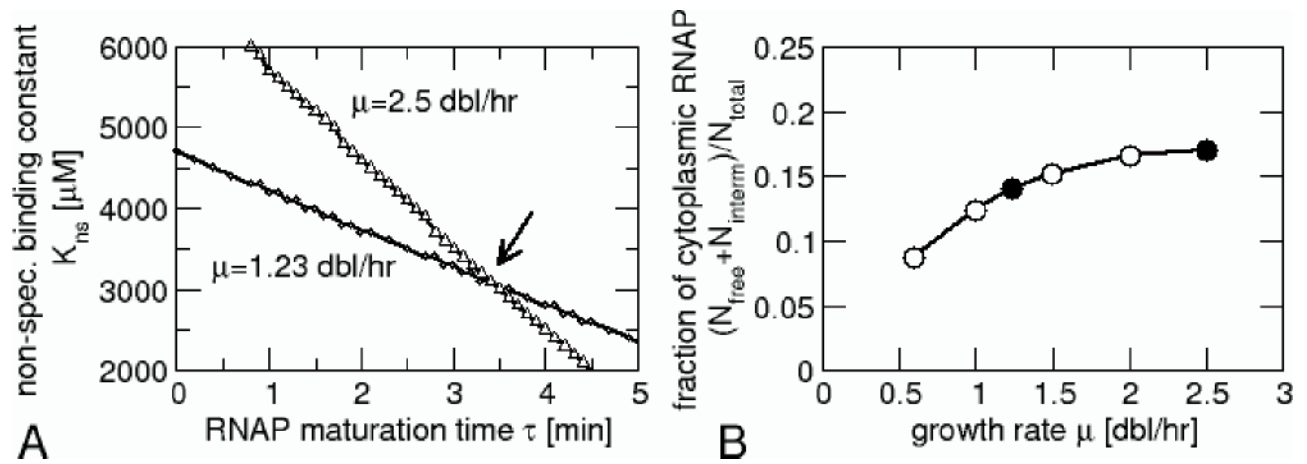 non-spec. binding constant
K_ns [μM]
6000
5000
4000
3000
2000
μ=2.5 dbl/hr
μ=1.23 dbl/hr
0 1 2 3 4 5
RNAP maturation time τ [min]
A
fraction of cytoplasmic RNAP
(N_free+N_interm)/N_total
0.25
0.2
0.15
0.1
0.05
0
0 0.5 1 1.5 2 2.5 3
growth rate μ [dbl/hr]
B